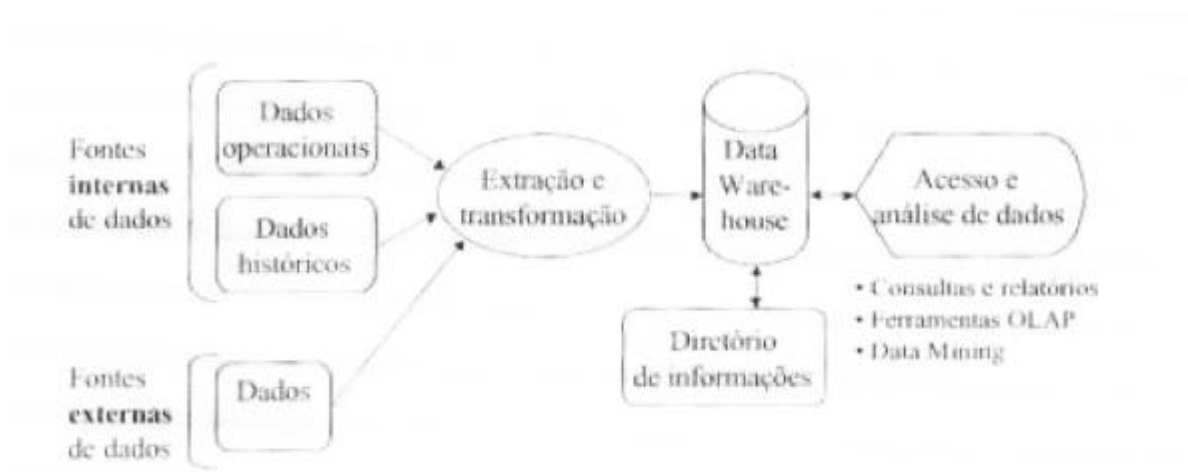 Fontes
internas
de dados
Dados
operacionais
Dados
históricos
Fontes
externas
de dados
Dados
Extração e
transformação
Data
Ware-
house
Diretório
de informações
Acesso e
análise de dados
• Consultas e relatórios
• Ferramentas OLAP
• Data Mining